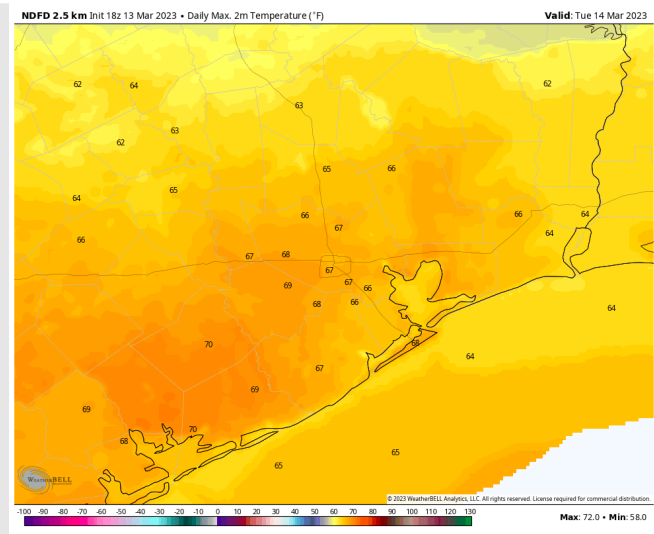 NDFD 2.5 km Init 18z 13 Mar 2023 • Daily Max. 2m Temperature (°F)
Valid: Tue 14 Mar 2023
62 64 62
63
63
62
65 66
65
64
66 66 64
67
66 64
67 68
67
69 67 66
68 66 64
70 68
64
67
69
69
70
68
65
65
WeatherBELL
© 2023 WeatherBELL Analytics, LLC. All rights reserved. License required for commercial distribution.
-100 -90 -80 -70 -60 -50 -40 -30 -20 -10 0 10 20 30 40 50 60 70 80 90 100 110 120 130
Max: 72.0 • Min: 58.0